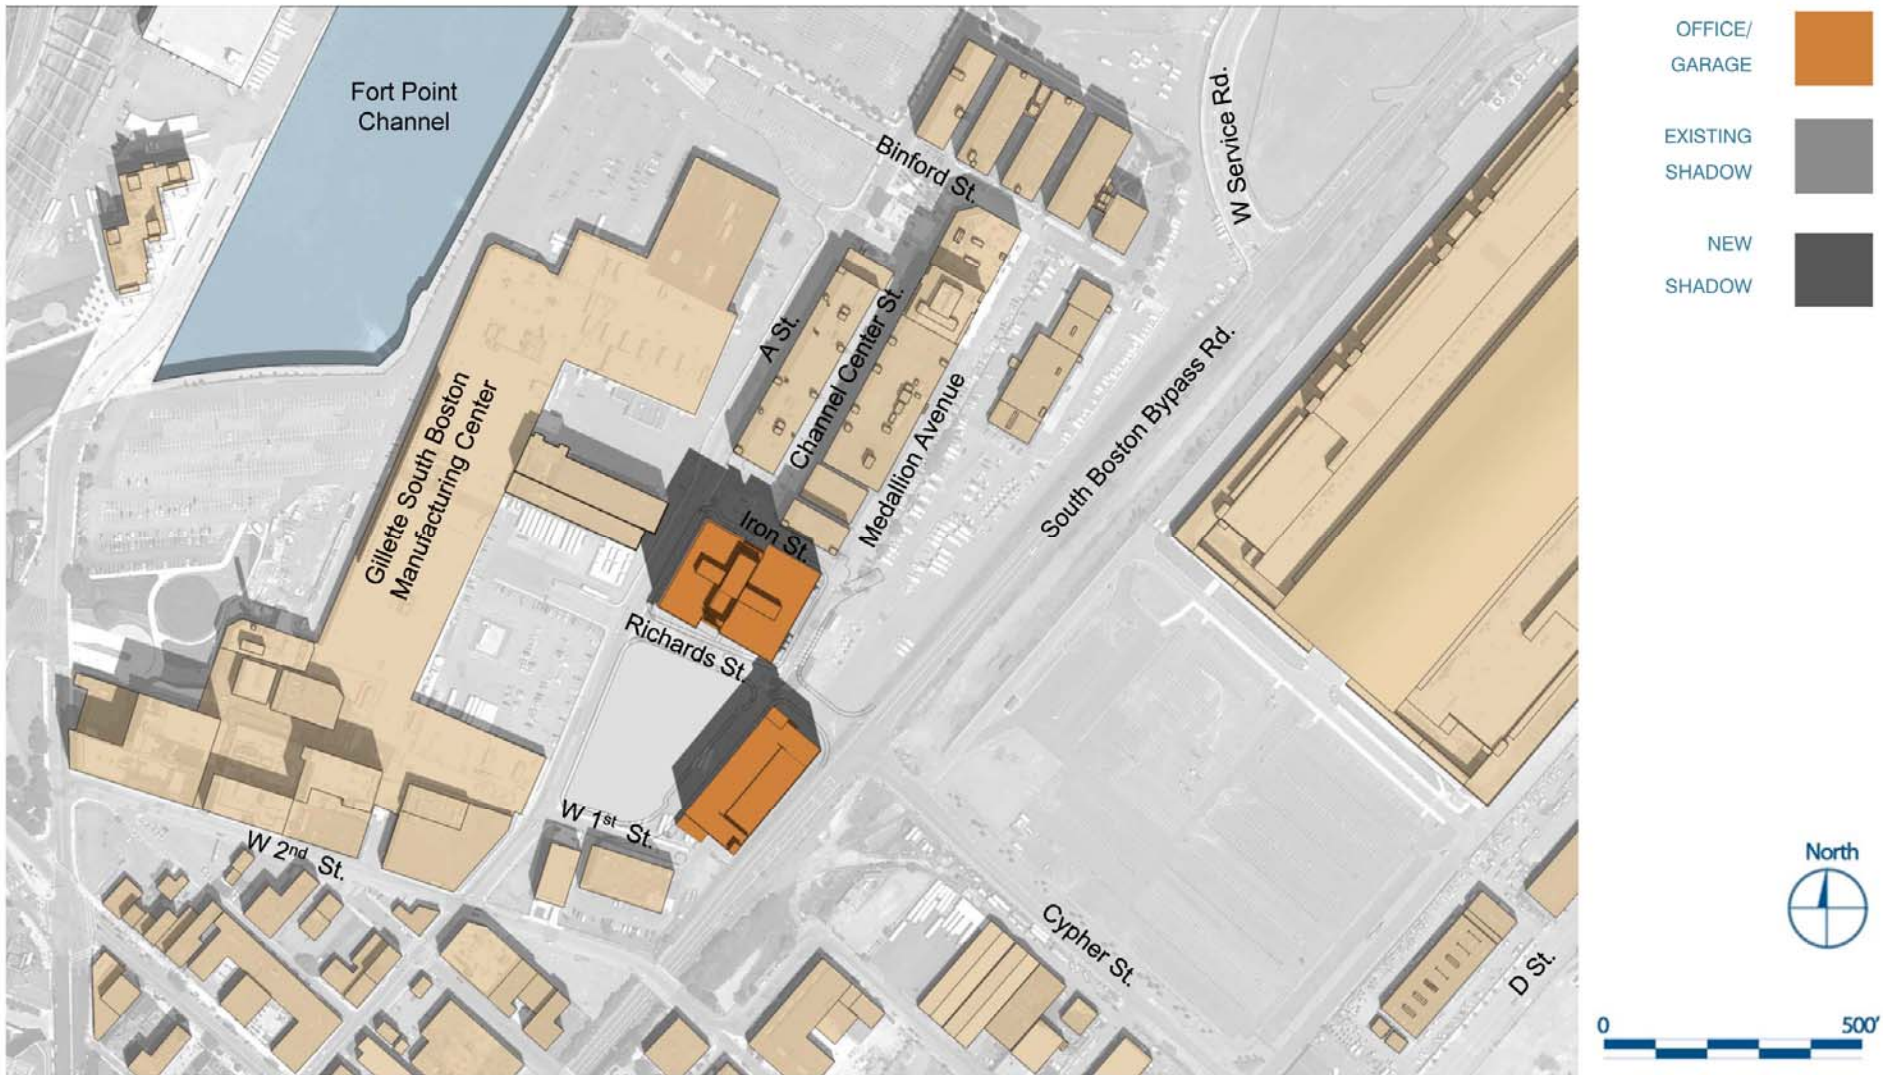 Fort Point
Channel
Binford St.
W Service Rd.
A St.
Channel Center St.
Medallion Avenue
South Boston Bypass Rd.
Gillette South Boston
Manufacturing Center
Iron St.
Richards St.
W 1st St.
W 2nd St.
Cypher St.
D St.
OFFICE/
GARAGE
EXISTING
SHADOW
NEW
SHADOW
North
0 500'